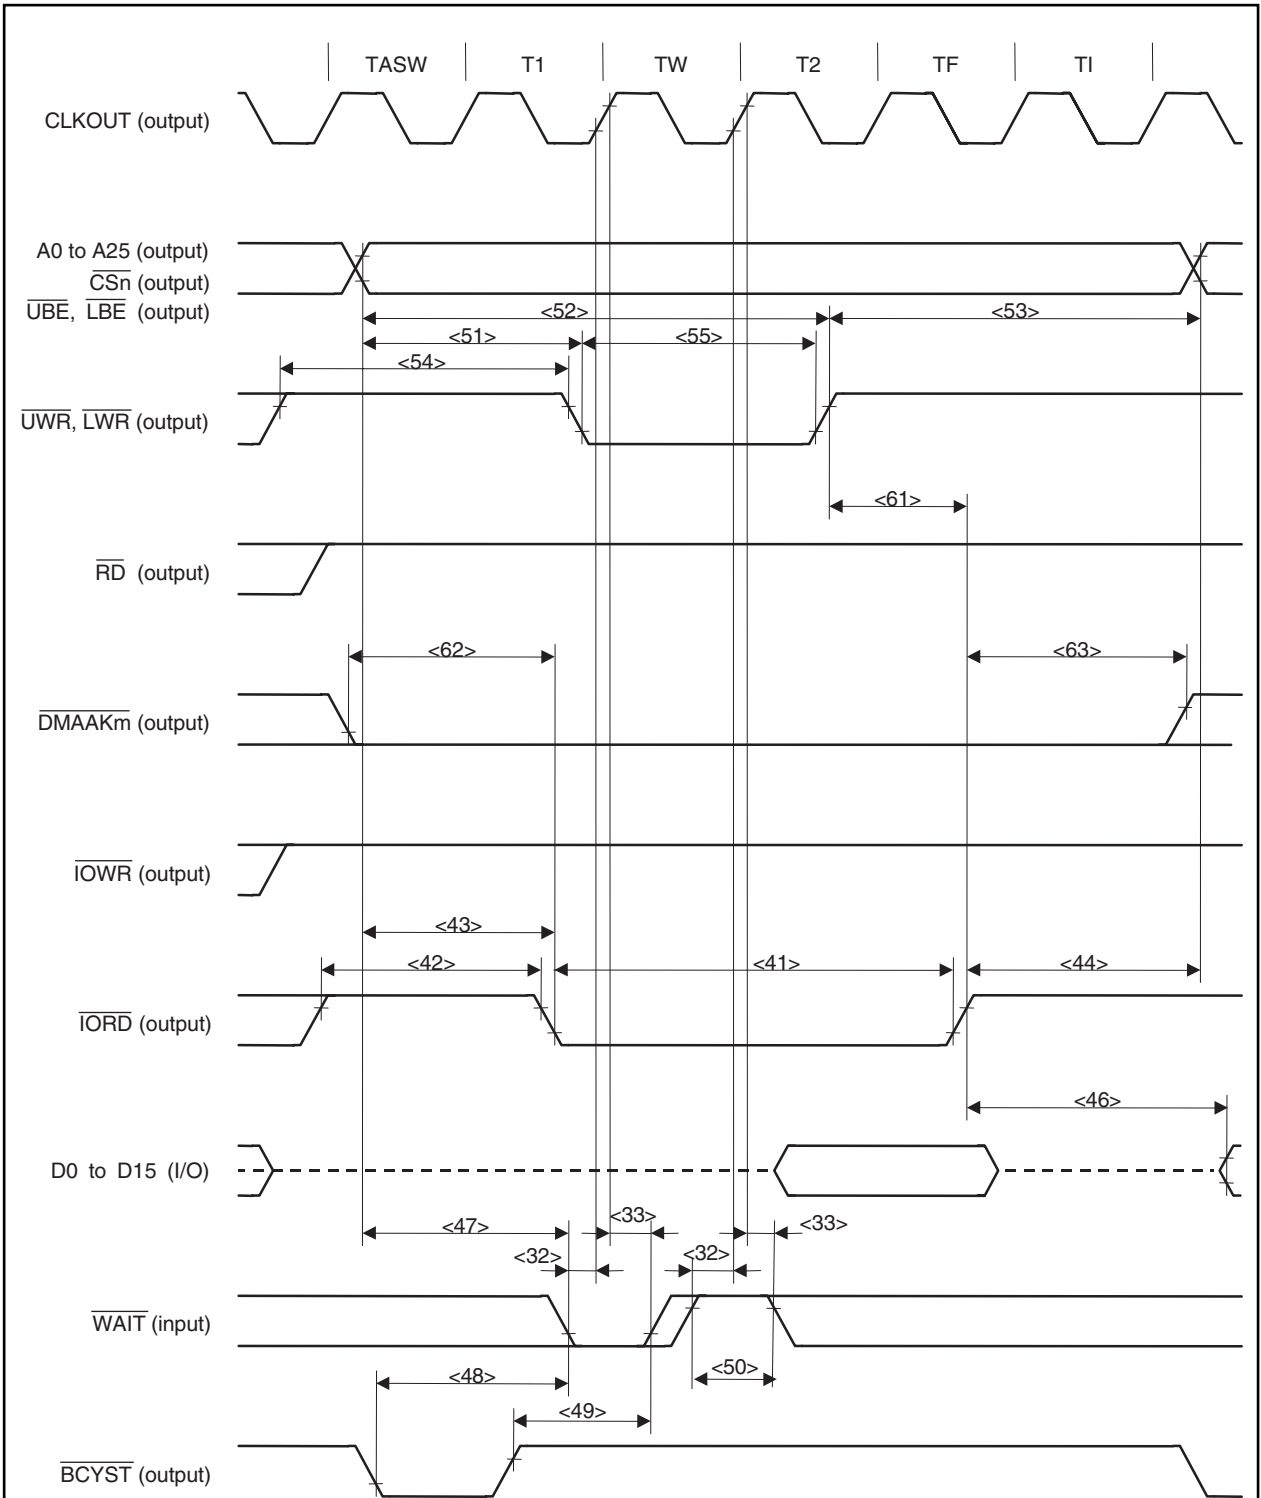 TASW T1 TW T2 TF TI
CLKOUT (output)
A0 to A25 (output)
CSn (output)
UBE, LBE (output)
<52> <53>
<51> <55>
<54>
UWR, LWR (output)
<61>
RD (output)
<62> <63>
DMAAKm (output)
IOWR (output)
<43>
<42> <41> <44>
IORD (output)
<46>
D0 to D15 (I/O)
<47> <33> <33>
<32> <32>
WAIT (input)
<48> <50>
<49>
BCYST (output)